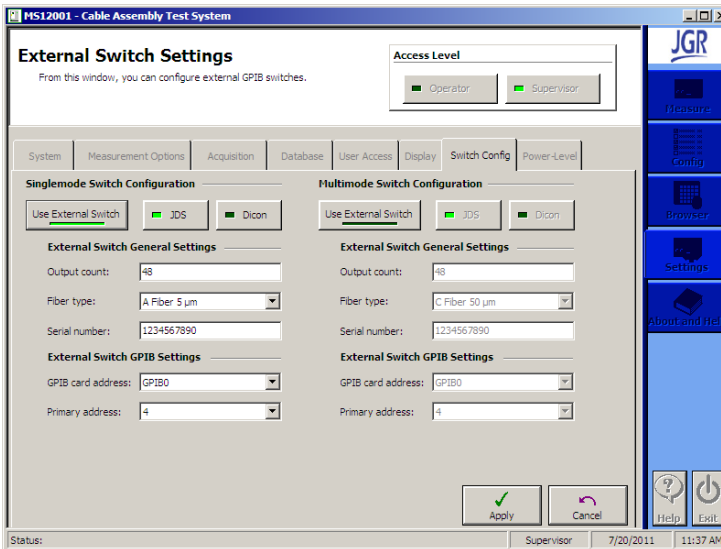 MS12001 - Cable Assembly Test System
External Switch Settings
From this window, you can configure external GPIB switches.
Access Level
Operator
Supervisor
JGR
Measure
Config
Browser
Settings
About and Hel
System
Measurement Options
Acquisition
Database
User Access
Display
Switch Config
Power-Level
Singlemode Switch Configuration
Use External Switch
JDS
Dicon
External Switch General Settings
Output count: 48
Fiber type: A Fiber 5 µm
Serial number: 1234567890
External Switch GPIB Settings
GPIB card address: GPIB0
Primary address: 4
Multimode Switch Configuration
Use External Switch
JDS
Dicon
External Switch General Settings
Output count: 48
Fiber type: C Fiber 50 µm
Serial number: 1234567890
External Switch GPIB Settings
GPIB card address: GPIB0
Primary address: 4
Apply
Cancel
Help
Exit
Status:
Supervisor
7/20/2011
11:37 AM